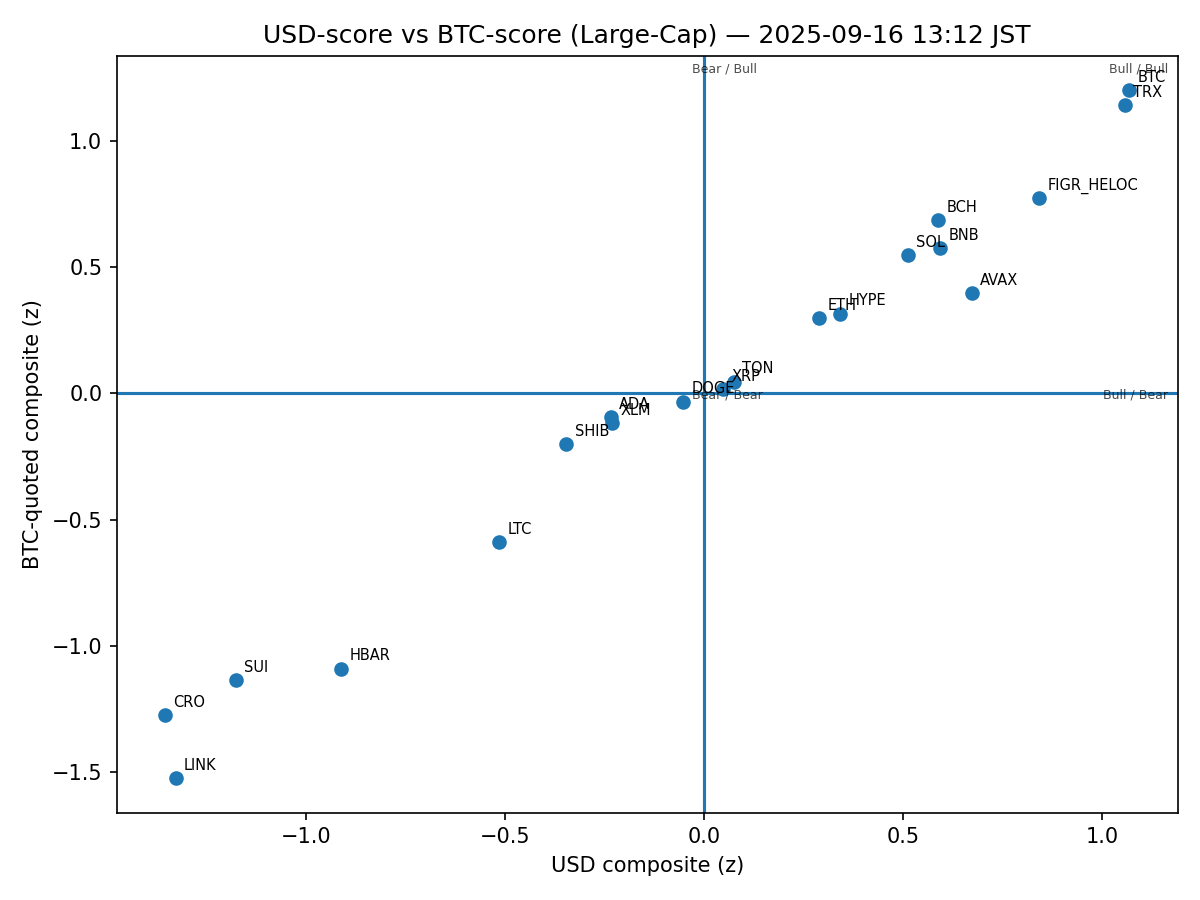 USD-score vs BTC-score (Large-Cap) — 2025-09-16 13:12 JST
Bear / Bull
Bull / Bull
BTC
TRX
FIGR_HELOC
BCH
BNB
SOL
AVAX
HYPE
ETH
TON
XRP
DOGE
Bear / Bear
Bull / Bear
ADA
XLM
SHIB
LTC
HBAR
SUI
CRO
LINK
1.0
0.5
0.0
−0.5
−1.0
−1.5
BTC-quoted composite (z)
−1.0
−0.5
0.0
0.5
1.0
USD composite (z)